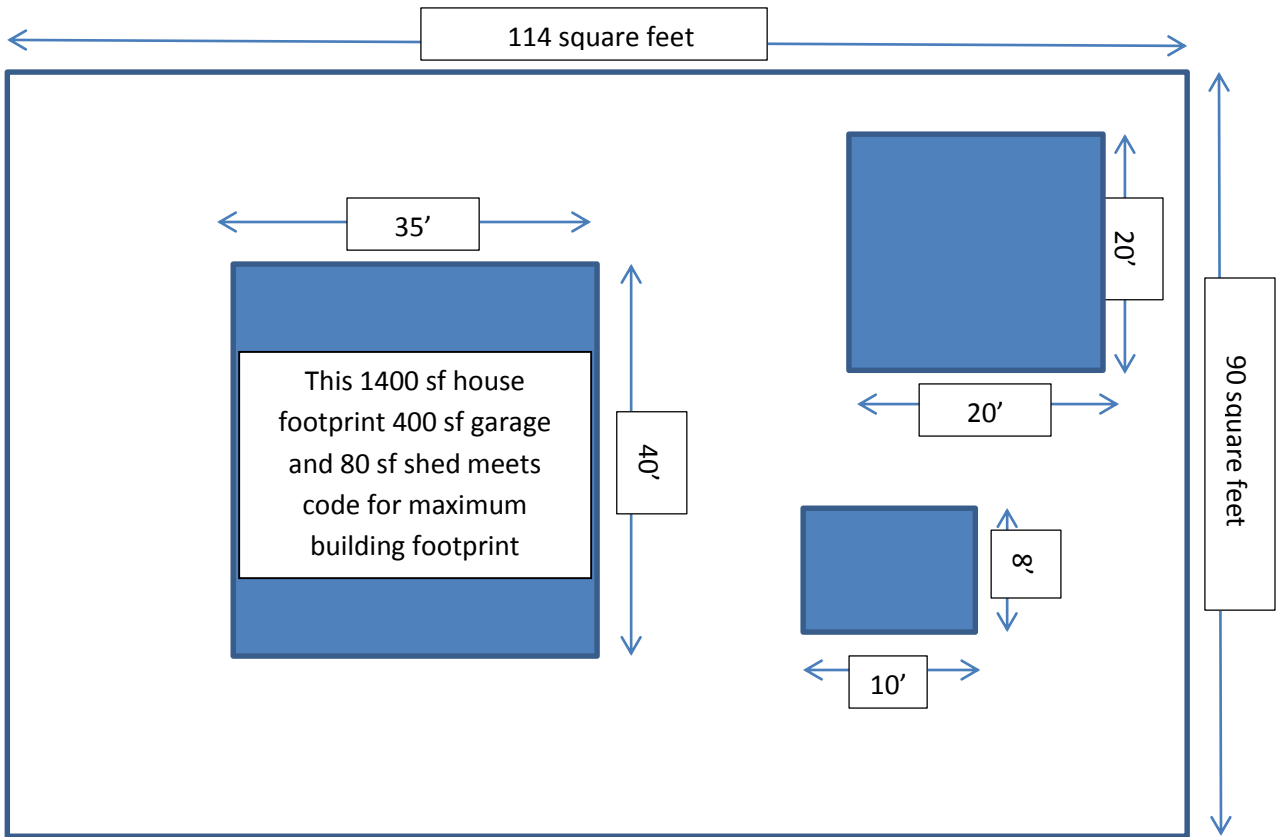 114 square feet
35’
20’
20’
90 square feet
This 1400 sf house
footprint 400 sf garage
and 80 sf shed meets
code for maximum
building footprint
40’
8’
10’